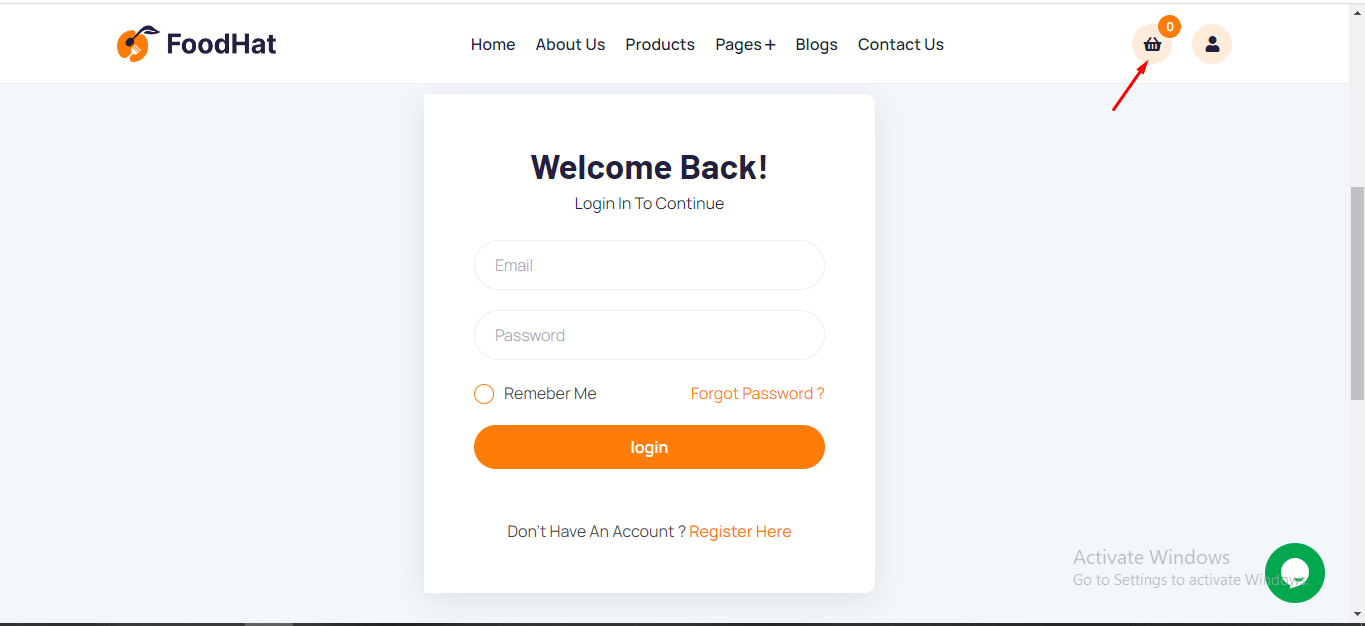 FoodHat
Home About Us Products Pages+ Blogs Contact Us
0
Welcome Back!
Login In To Continue
Email
Password
Remeber Me Forgot Password ?
login
Don't Have An Account ? Register Here
Activate Windows
Go to Settings to activate Windows.